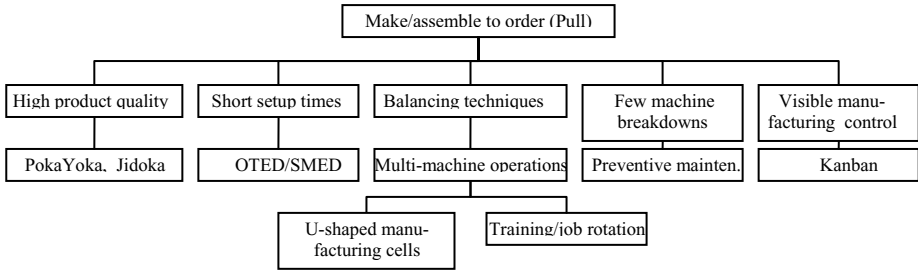 Make/assemble to order (Pull)
High product quality
Short setup times
Balancing techniques
Few machine
breakdowns
Visible manu-
facturing control
PokaYoka, Jidoka
OTED/SMED
Multi-machine operations
Preventive mainten.
Kanban
U-shaped manu-
facturing cells
Training/job rotation